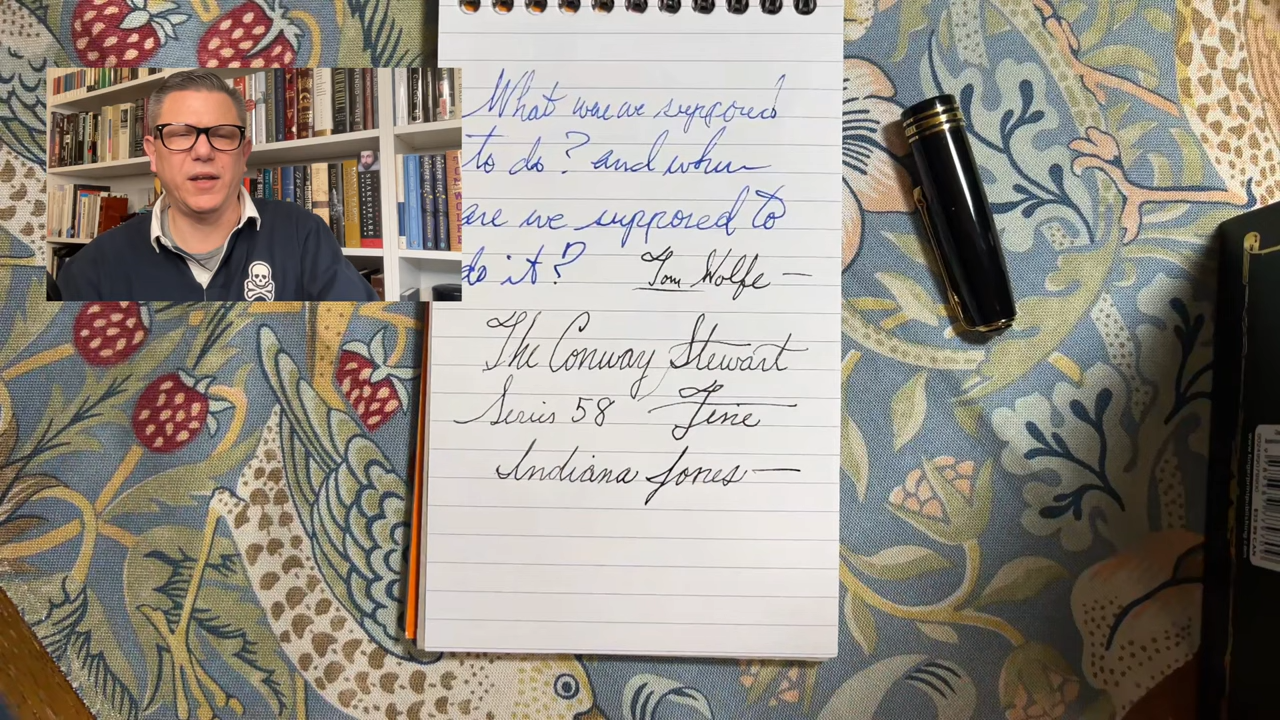 What were we supposed
to do? and when
are we supposed to
do it? Tom Wolfe —
The Conway Stewart
Series 58 Fine
Indiana Jones —
SHAKESPEARE